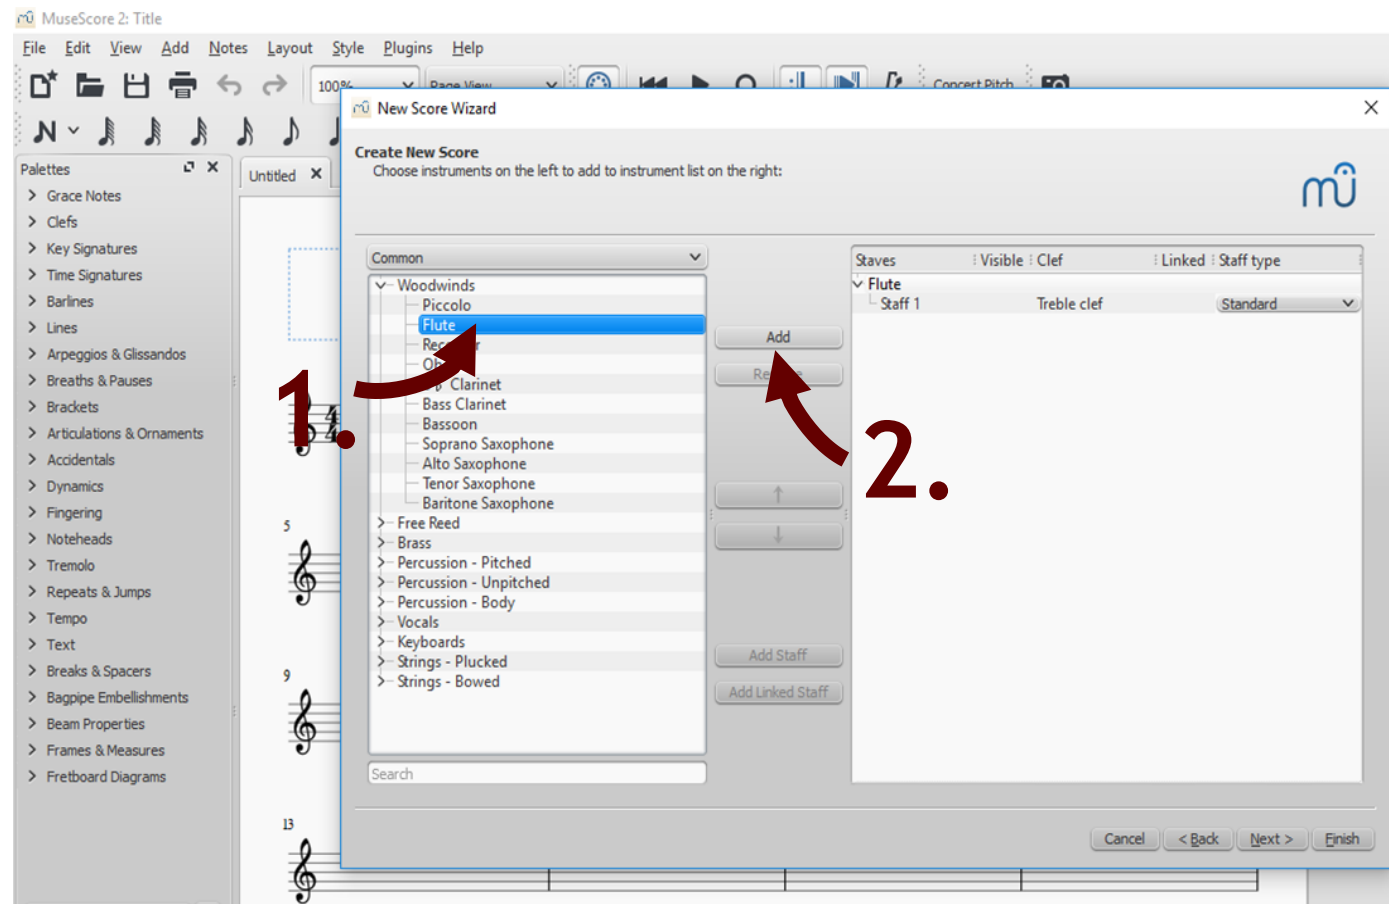 MuseScore 2: Title
File Edit View Add Notes Layout Style Plugins Help
100% Page View Concert Pitch
New Score Wizard
Create New Score
Choose instruments on the left to add to instrument list on the right:
Palettes
Grace Notes
Clefs
Key Signatures
Time Signatures
Barlines
Lines
Arpeggios & Glissandos
Breaths & Pauses
Brackets
Articulations & Ornaments
Accidentals
Dynamics
Fingering
Noteheads
Tremolo
Repeats & Jumps
Tempo
Text
Breaks & Spacers
Bagpipe Embellishments
Beam Properties
Frames & Measures
Fretboard Diagrams
Untitled
5
9
13
Common
Woodwinds
Piccolo
Flute
Clarinet
Bass Clarinet
Bassoon
Soprano Saxophone
Alto Saxophone
Tenor Saxophone
Baritone Saxophone
Free Reed
Brass
Percussion - Pitched
Percussion - Unpitched
Percussion - Body
Vocals
Keyboards
Strings - Plucked
Strings - Bowed
Search
1.
Add
2.
Add Staff
Add Linked Staff
Staves Visible Clef Linked Staff type
Flute
Staff 1 Treble clef Standard
Cancel < Back Next > Finish